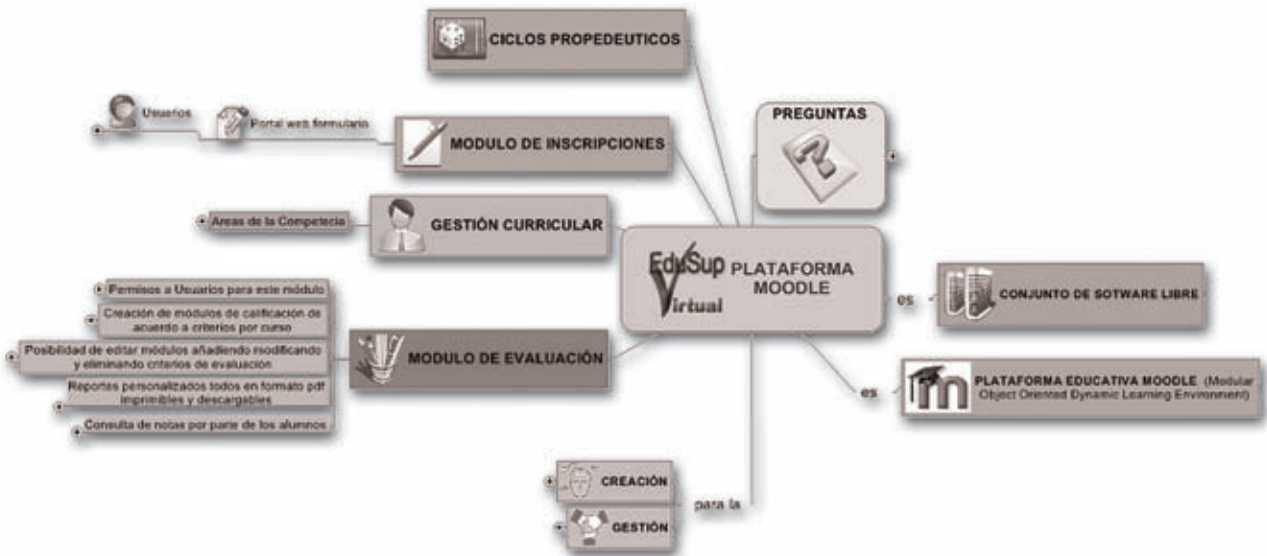 CICLOS PROPEDEUTICOS
Usuarios
Portal web formulario
MODULO DE INSCRIPCIONES
PREGUNTAS
Areas de la Competecia
GESTIÓN CURRICULAR
EduSup
Virtual
PLATAFORMA
MOODLE
es
CONJUNTO DE SOTWARE LIBRE
es
PLATAFORMA EDUCATIVA MOODLE (Modular
Object Oriented Dynamic Learning Environment)
Permisos a Usuarios para este módulo
Creación de módulos de calificación de
acuerdo a criterios por curso
Posibilidad de editar módulos añadiendo modificando
y eliminando criterios de evaluación
Reportes personalizados todos en formato pdf
imprimibles y descargables
Consulta de notas por parte de los alumnos
MODULO DE EVALUACIÓN
CREACIÓN
GESTIÓN
para la